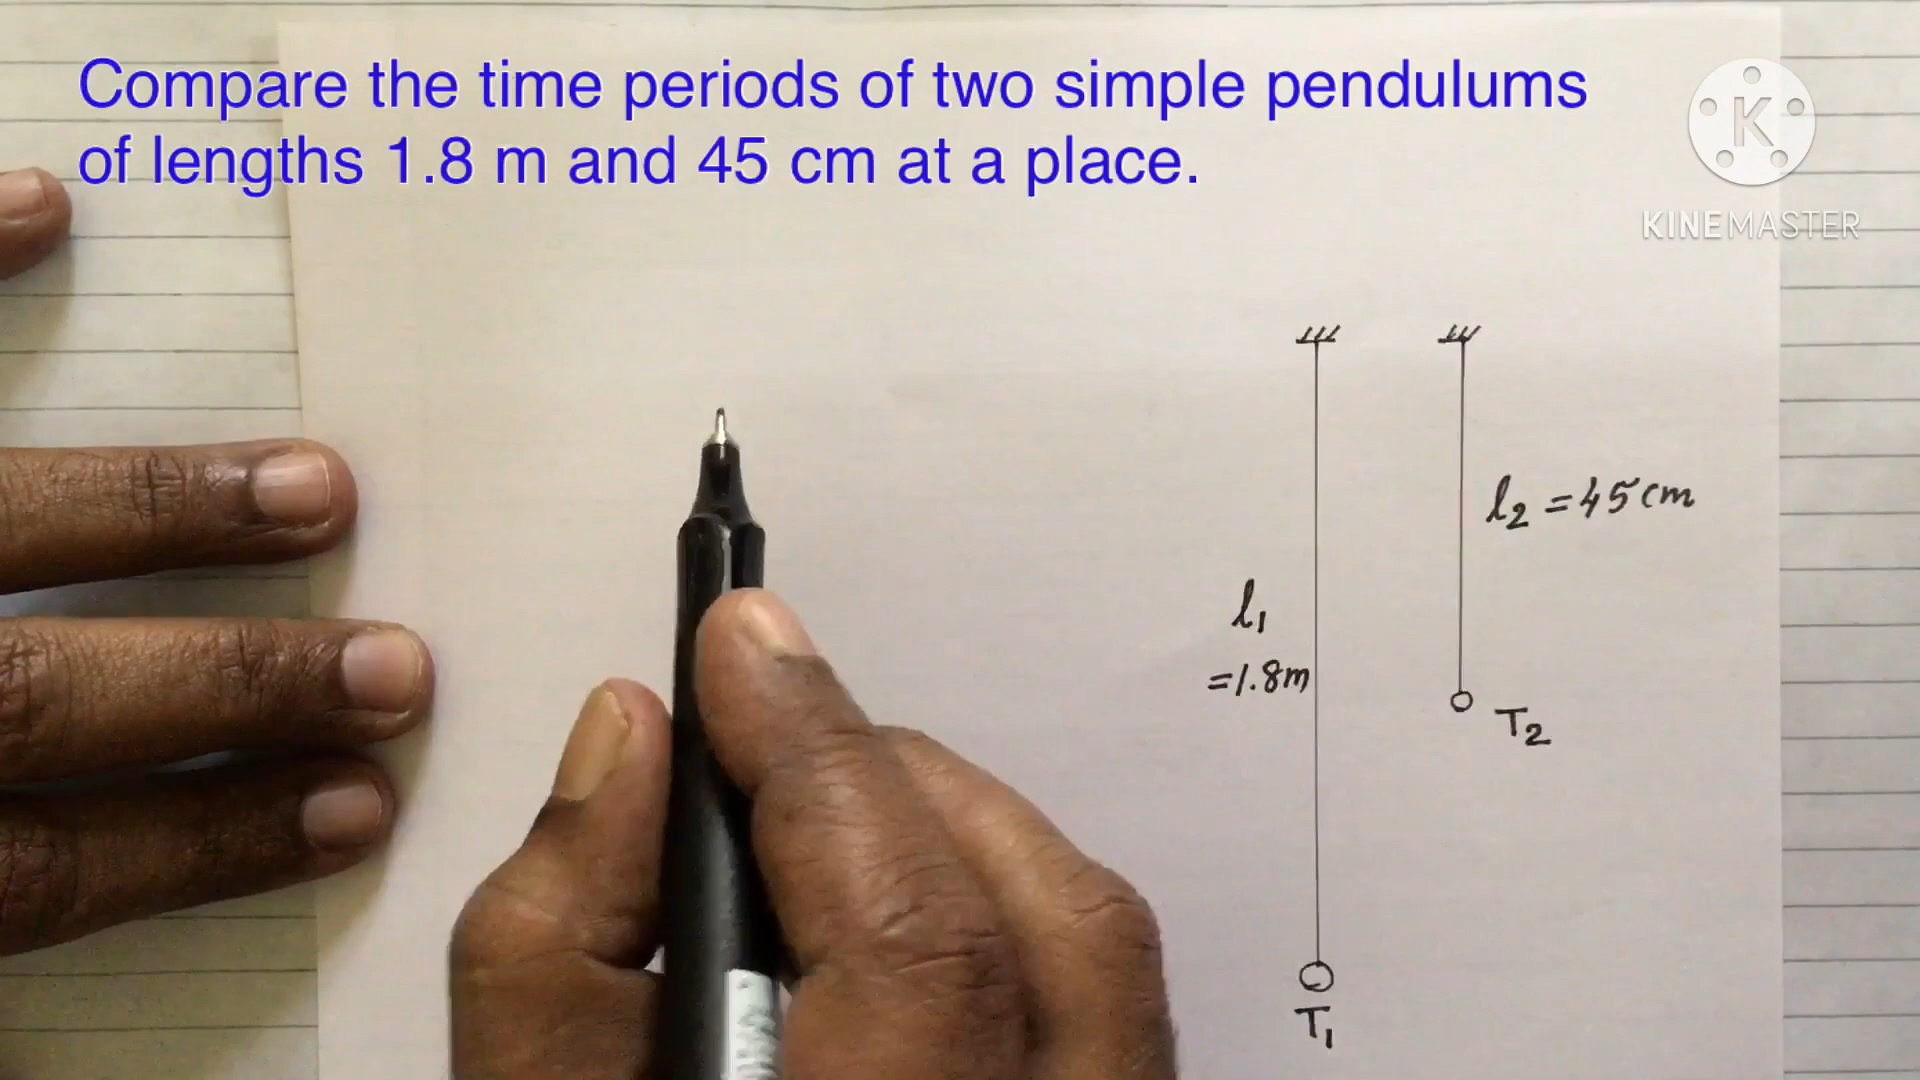 Compare the time periods of two simple pendulums
of lengths 1.8 m and 45 cm at a place.
K
KINEMASTER
l₂ = 45 cm
l₁
= 1.8m
T₂
T₁